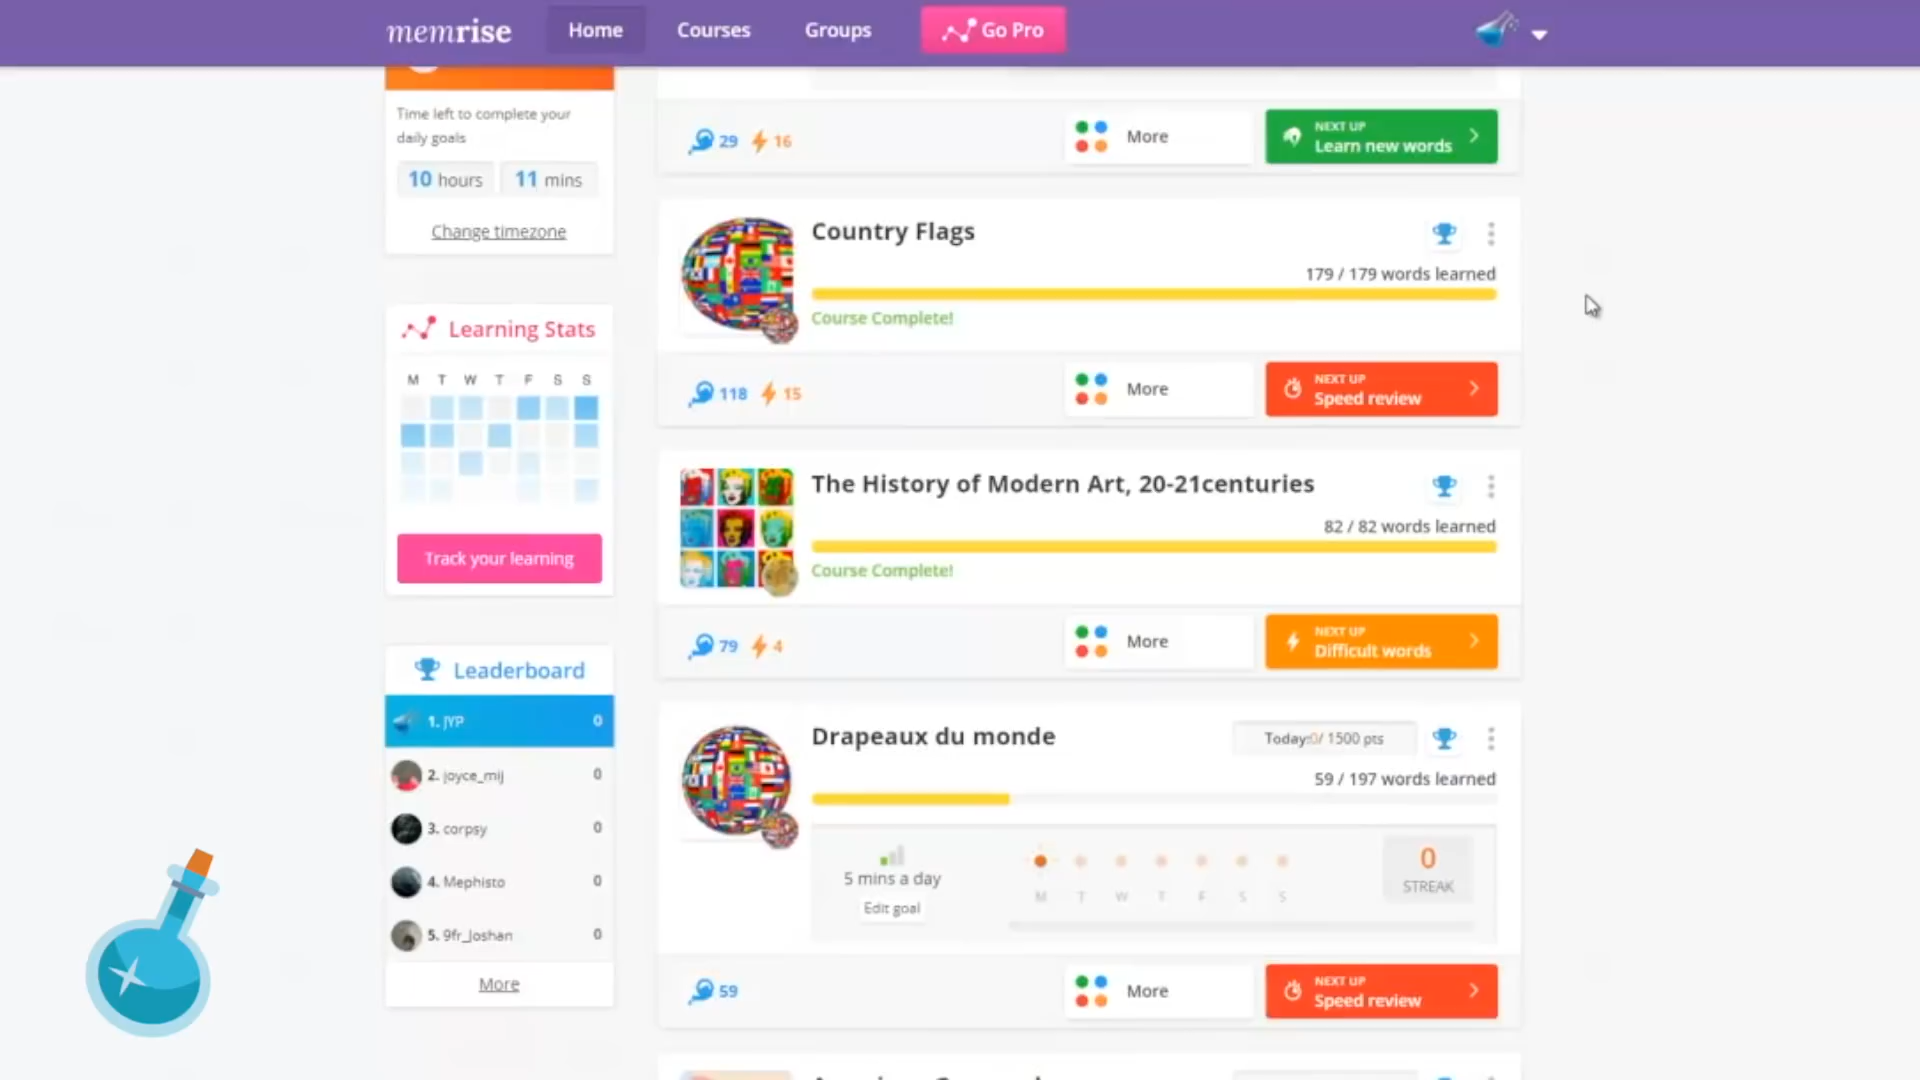 memrise Home Courses Groups Go Pro
Time left to complete your
daily goals
10 hours 11 mins
Change timezone
Learning Stats
M T W T F S S
Track your learning
Leaderboard
1. JYP 0
2. joyce_mij 0
3. corpsy 0
4. Mephisto 0
5. 9fr_Joshan 0
More
29 16 More NEXT UP
Learn new words
Country Flags
179 / 179 words learned
Course Complete!
118 15 More NEXT UP
Speed review
The History of Modern Art, 20-21centuries
82 / 82 words learned
Course Complete!
79 4 More NEXT UP
Difficult words
Drapeaux du monde Today:0/ 1500 pts
59 / 197 words learned
5 mins a day
Edit goal
M T W T F S S
0
STREAK
59 More NEXT UP
Speed review